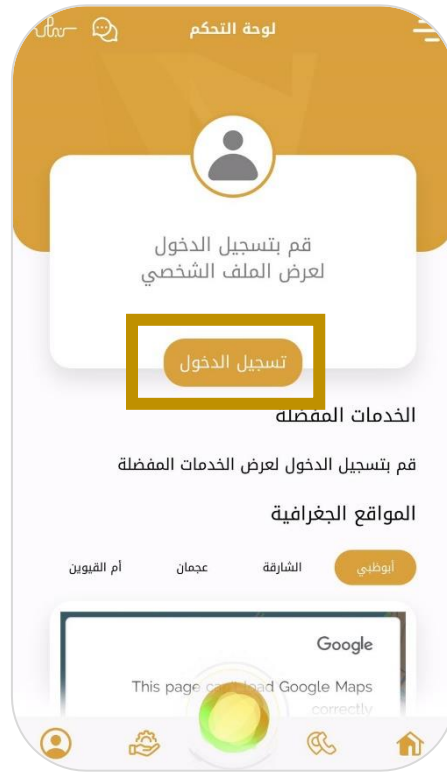 لوحة التحكم
قم بتسجيل الدخول
لعرض الملف الشخصي
تسجيل الدخول
الخدمات المفضلة
قم بتسجيل الدخول لعرض الخدمات المفضلة
المواقع الجغرافية
أبوظبي الشارقة عجمان أم القيوين
Google
This page can't load Google Maps
correctly